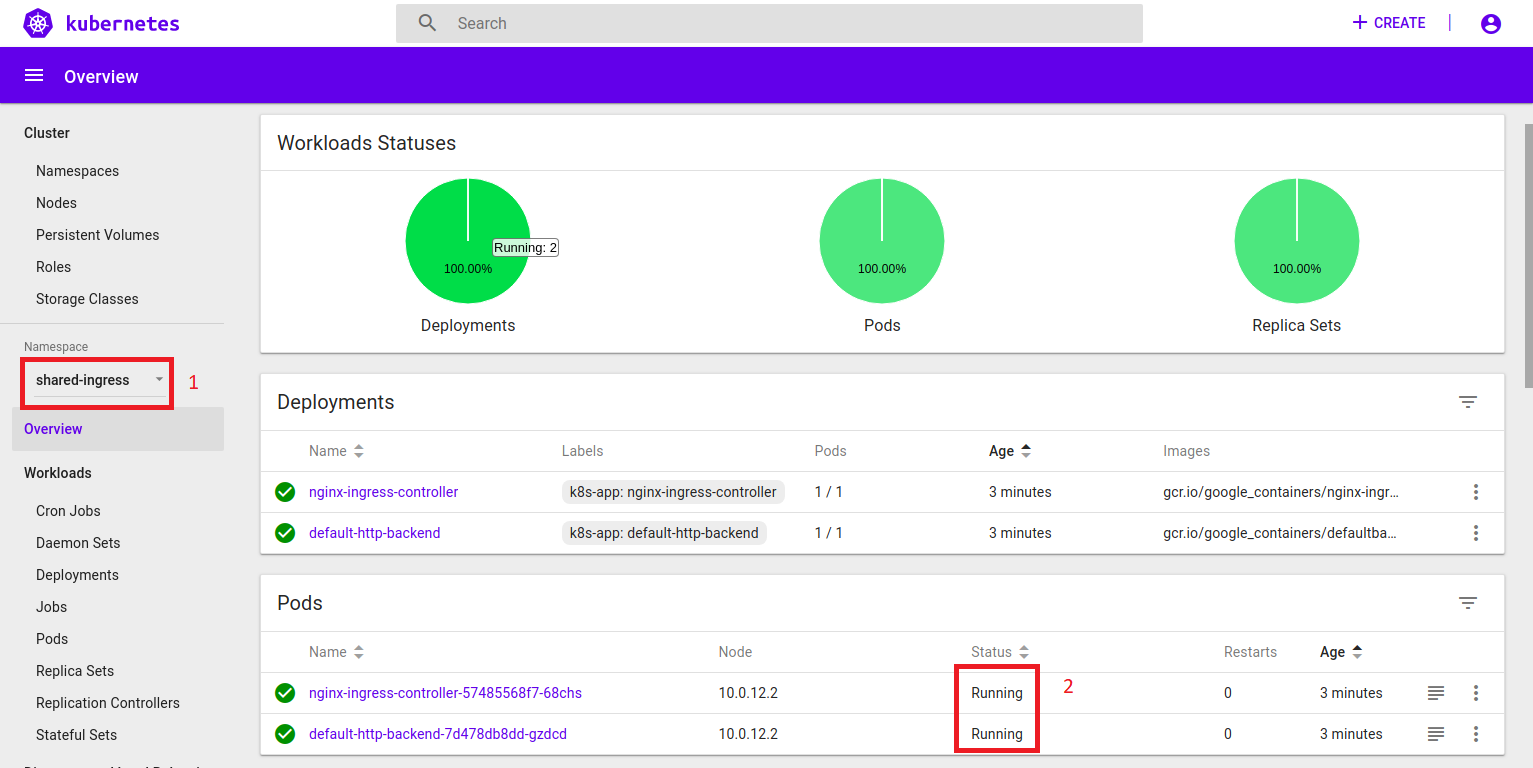 kubernetes
Search
CREATE
Overview
Cluster
Namespaces
Nodes
Persistent Volumes
Roles
Storage Classes
Namespace
shared-ingress
1
Overview
Workloads
Cron Jobs
Daemon Sets
Deployments
Jobs
Pods
Replica Sets
Replication Controllers
Stateful Sets
Workloads Statuses
Running: 2
100.00% 100.00% 100.00%
Deployments Pods Replica Sets
Deployments
Name Labels Pods Age Images
nginx-ingress-controller k8s-app: nginx-ingress-controller 1 / 1 3 minutes gcr.io/google_containers/nginx-ingr...
default-http-backend k8s-app: default-http-backend 1 / 1 3 minutes gcr.io/google_containers/defaultba...
Pods
Name Node Status Restarts Age
nginx-ingress-controller-57485568f7-68chs 10.0.12.2 Running 0 3 minutes
2
default-http-backend-7d478db8dd-gzdcd 10.0.12.2 Running 0 3 minutes